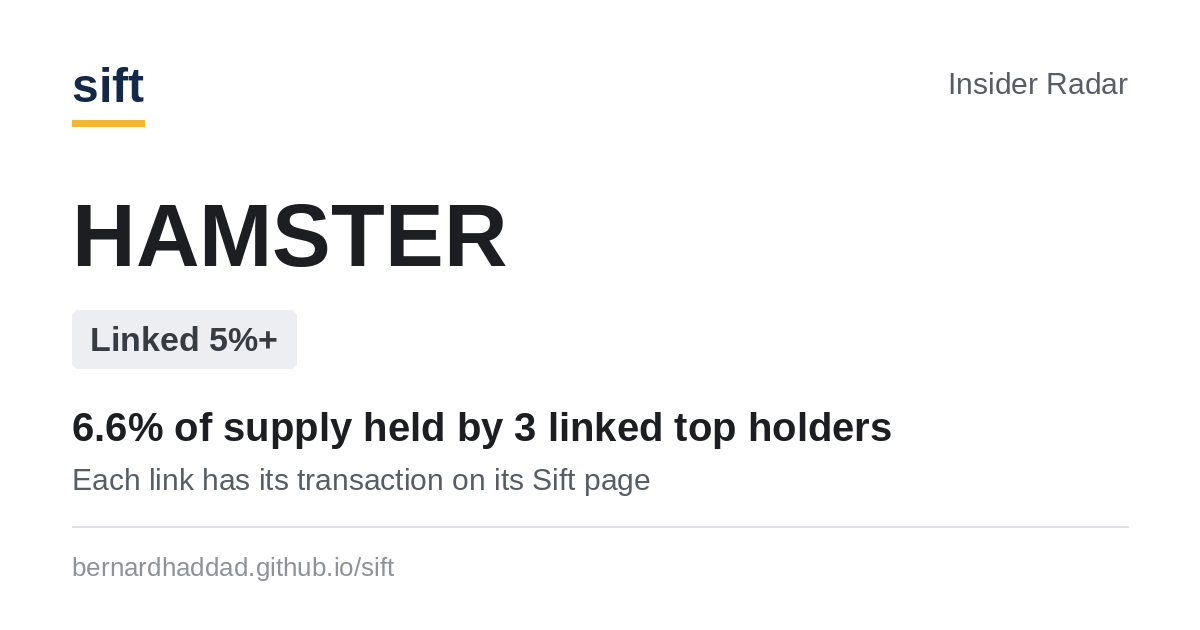 sift
Insider Radar
HAMSTER
Linked 5%+
6.6% of supply held by 3 linked top holders
Each link has its transaction on its Sift page
bernardhaddad.github.io/sift